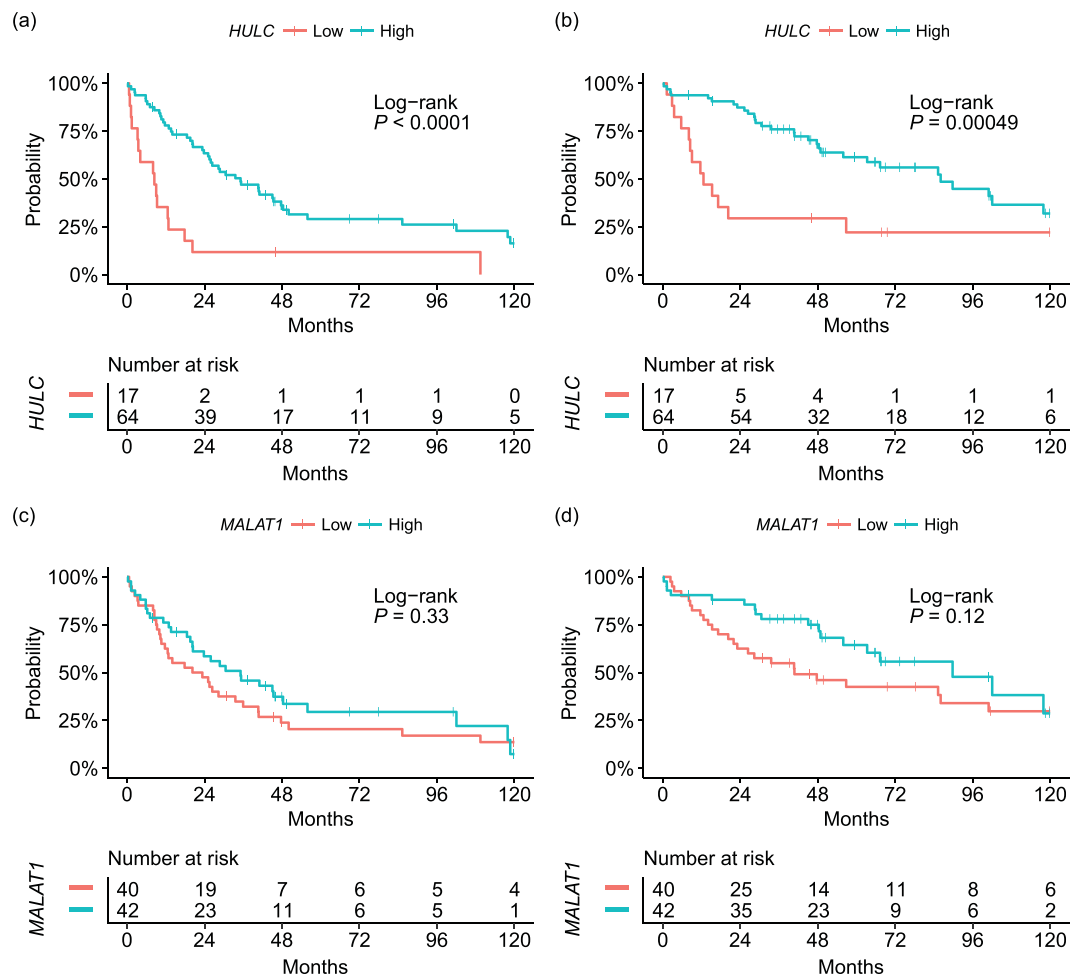 (a)
HULC Low High
100%
75%
50%
25%
0%
Probability
Log-rank
P < 0.0001
0 24 48 72 96 120
Months
Number at risk
HULC
17 2 1 1 1 0
64 39 17 11 9 5
0 24 48 72 96 120
Months
(b)
HULC Low High
100%
75%
50%
25%
0%
Probability
Log-rank
P = 0.00049
0 24 48 72 96 120
Months
Number at risk
HULC
17 5 4 1 1 1
64 54 32 18 12 6
0 24 48 72 96 120
Months
(c)
MALAT1 Low High
100%
75%
50%
25%
0%
Probability
Log-rank
P = 0.33
0 24 48 72 96 120
Months
Number at risk
MALAT1
40 19 7 6 5 4
42 23 11 6 5 1
0 24 48 72 96 120
Months
(d)
MALAT1 Low High
100%
75%
50%
25%
0%
Probability
Log-rank
P = 0.12
0 24 48 72 96 120
Months
Number at risk
MALAT1
40 25 14 11 8 6
42 35 23 9 6 2
0 24 48 72 96 120
Months